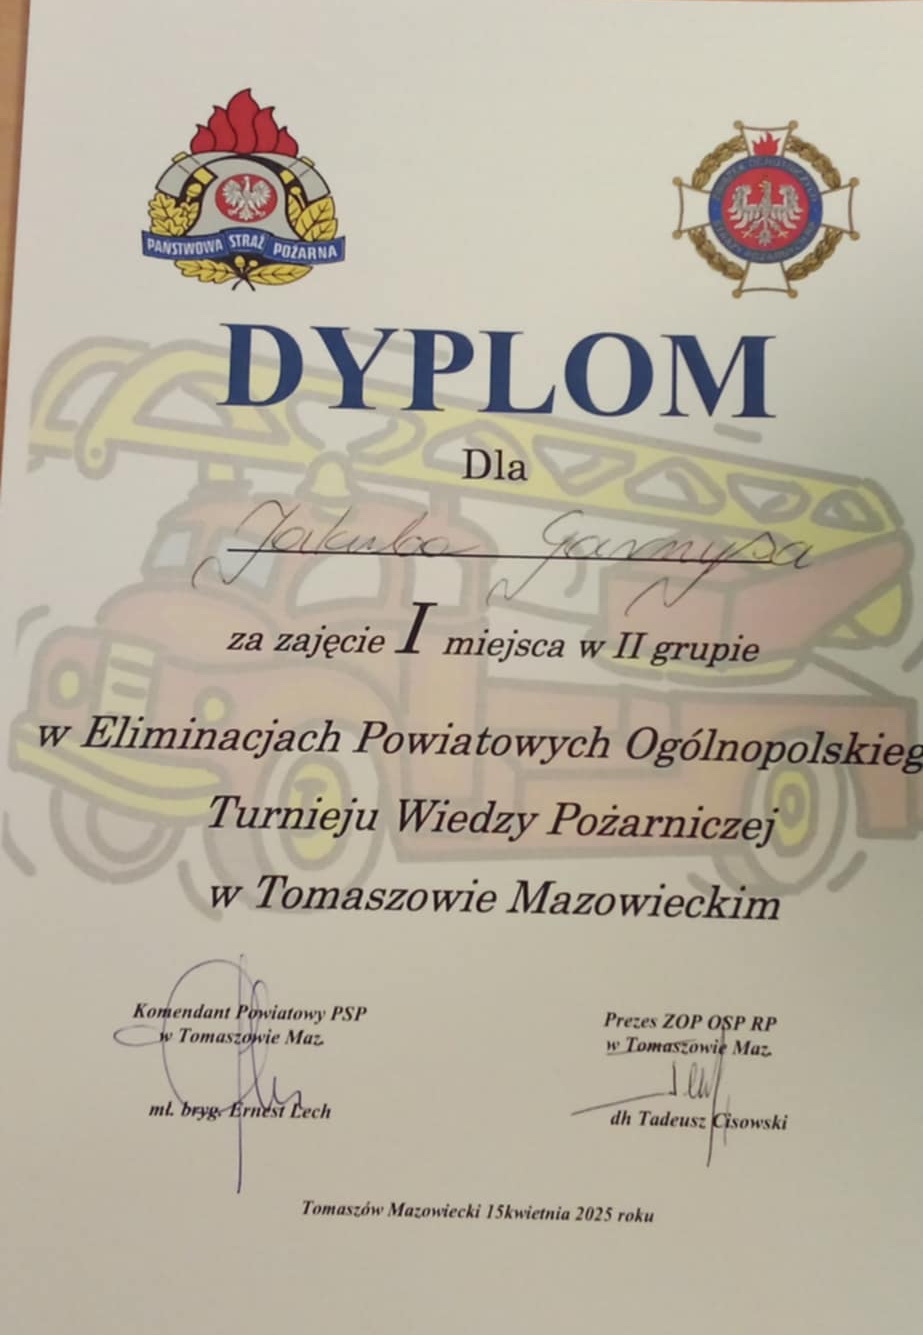 PAŃSTWOWA STRAŻ POŻARNA
DYPLOM
Dla
Jakuba
za zajęcie I miejsca w II grupie
w Eliminacjach Powiatowych Ogólnopolskieg
Turnieju Wiedzy Pożarniczej
w Tomaszowie Mazowieckim
Komendant Powiatowy PSP
w Tomaszowie Maz.
mł. bryg. Ernest Lech
Prezes ZOP OSP RP
w Tomaszowie Maz.
dh Tadeusz Cisowski
Tomaszów Mazowiecki 15kwietnia 2025 roku